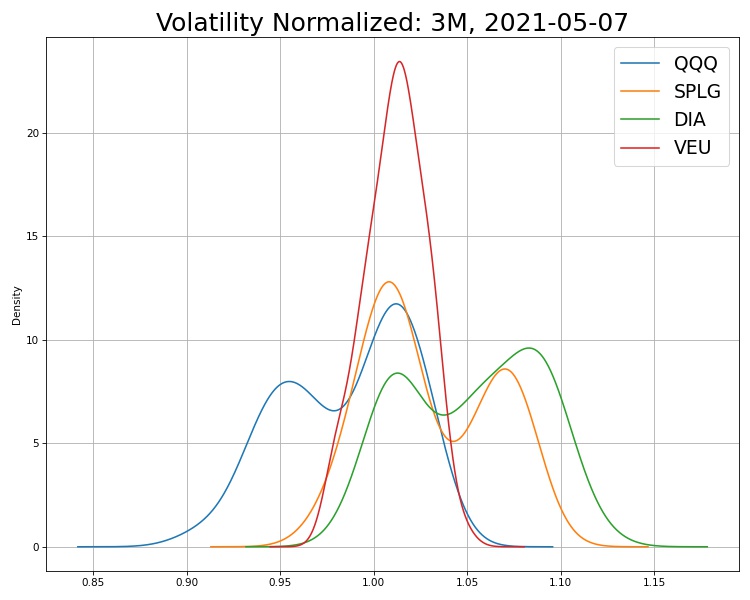 Volatility Normalized: 3M, 2021-05-07
QQQ
SPLG
DIA
VEU
Density
20
15
10
5
0
0.85 0.90 0.95 1.00 1.05 1.10 1.15